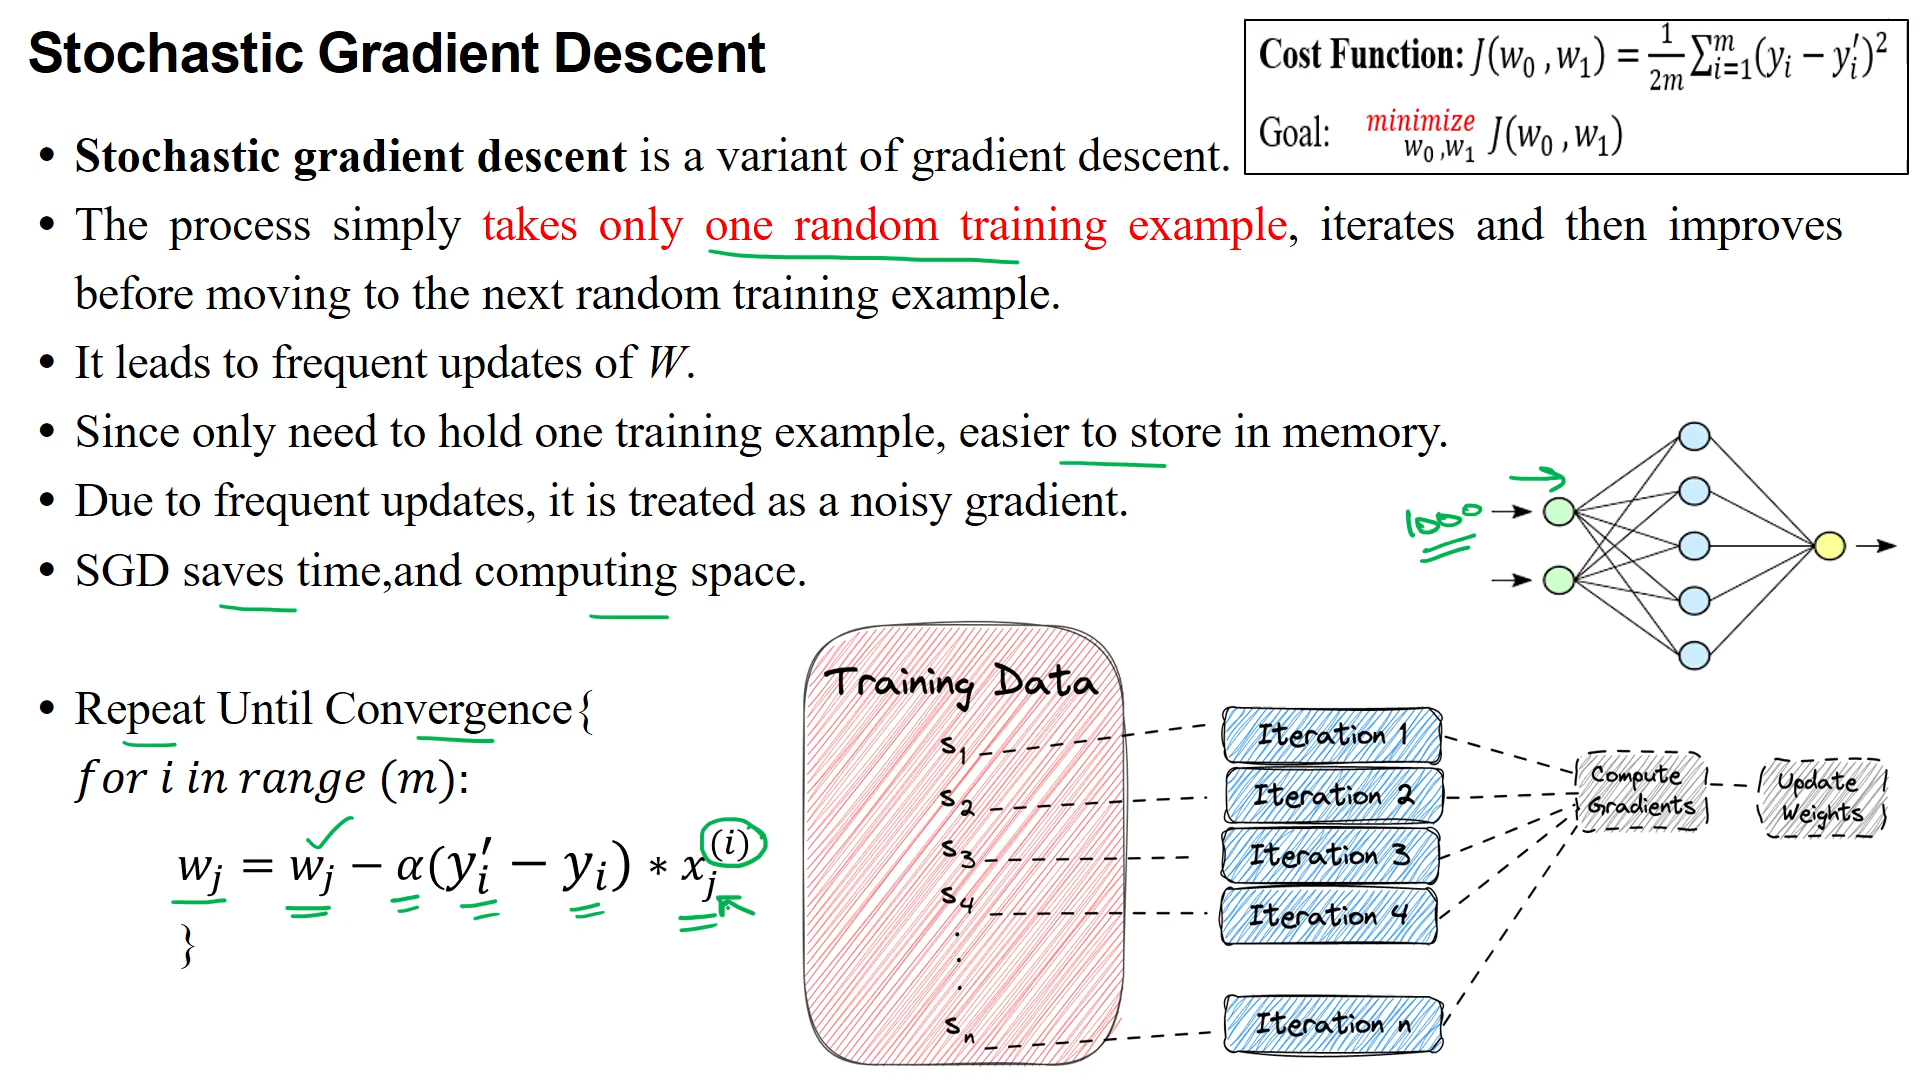 Stochastic Gradient Descent
Cost Function: J(w₀ ,w₁) = 1/2m ∑ᵢ₌₁ᵐ(yᵢ − yᵢ′)²
Goal: minimize w₀ ,w₁ J(w₀ ,w₁)
• Stochastic gradient descent is a variant of gradient descent.
• The process simply takes only one random training example, iterates and then improves
before moving to the next random training example.
• It leads to frequent updates of W.
• Since only need to hold one training example, easier to store in memory.
• Due to frequent updates, it is treated as a noisy gradient.
• SGD saves time,and computing space.
1000
• Repeat Until Convergence{
for i in range (m):
wⱼ = wⱼ − α(yᵢ′ − yᵢ) ∗ xⱼ⁽ⁱ⁾
}
Training Data
S₁
S₂
S₃
S₄
.
.
.
Sₙ
Iteration 1
Iteration 2
Iteration 3
Iteration 4
Iteration n
Compute
Gradients
Update
Weights